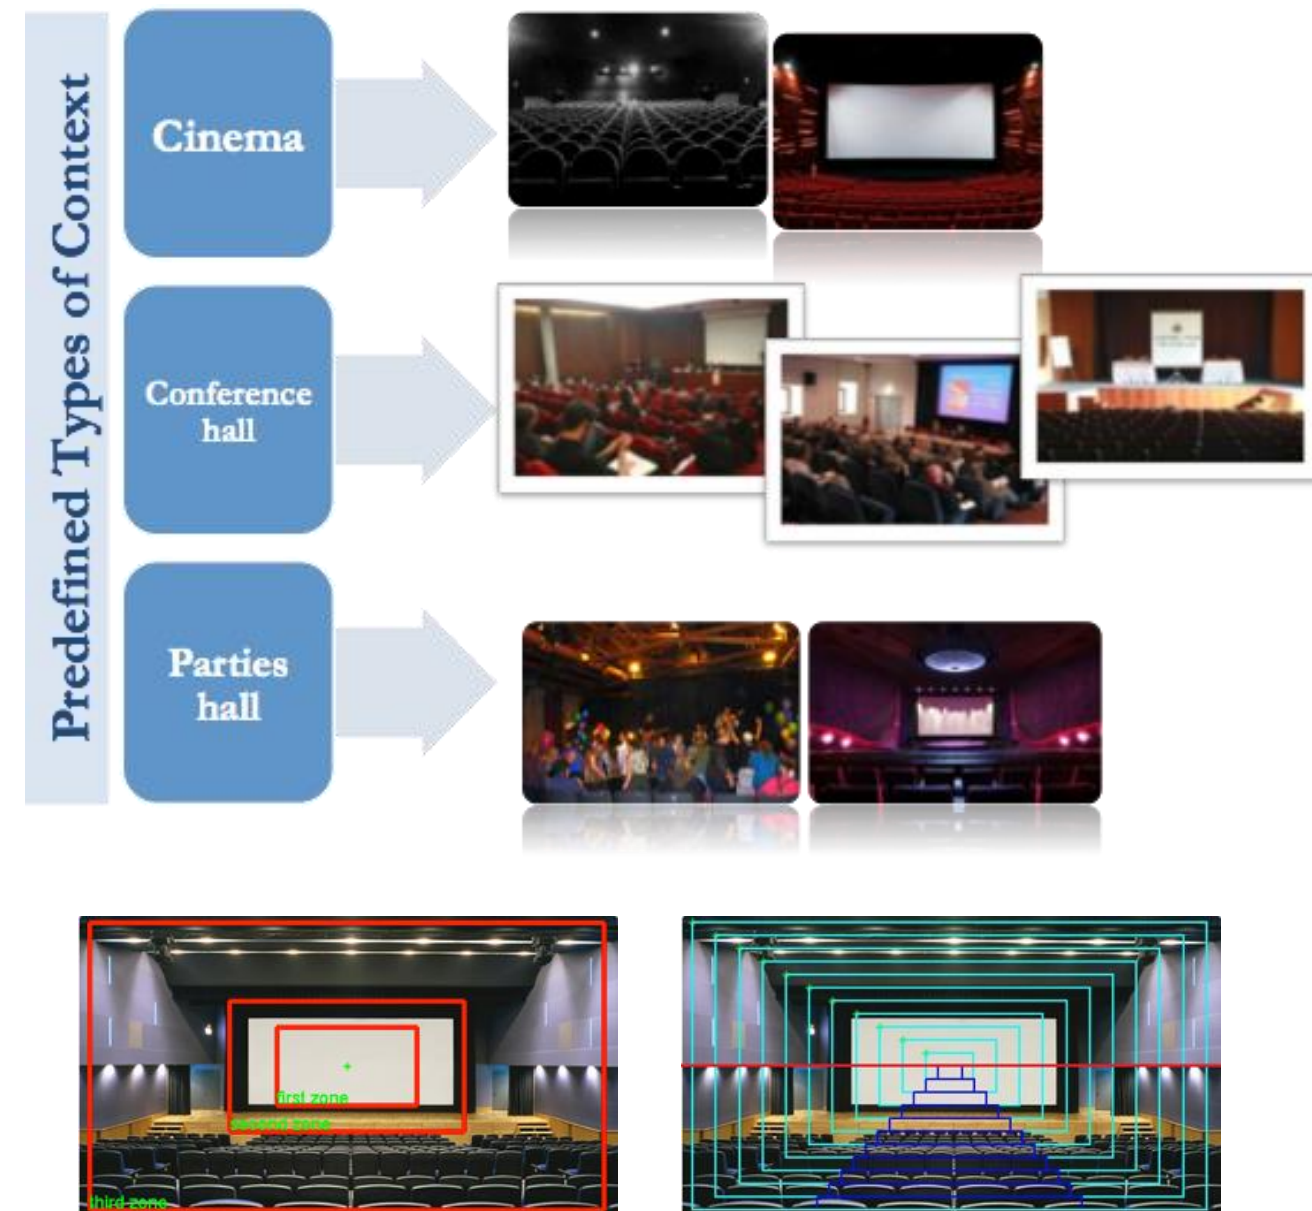 Predefined Types of Context
Cinema
Conference
hall
Parties
hall
first zone
second zone
third zone